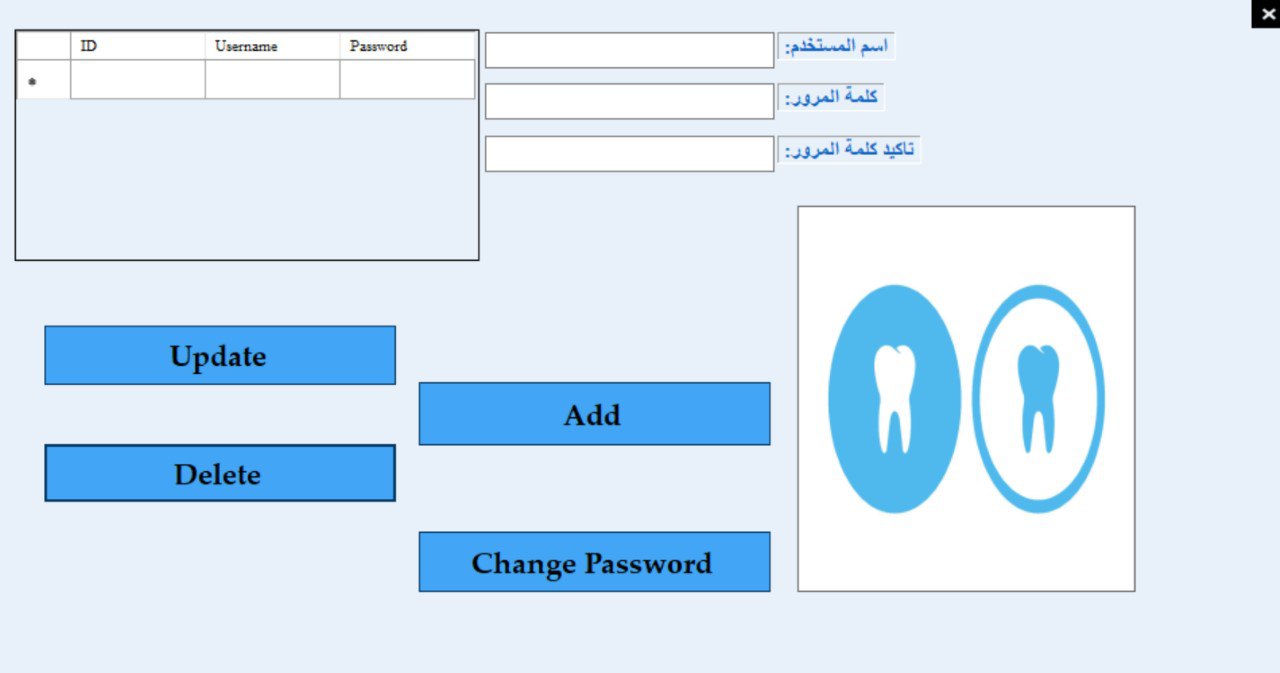 ID Username Password
*
اسم المستخدم:
كلمة المرور:
تاكيد كلمة المرور:
Update
Add
Delete
Change Password